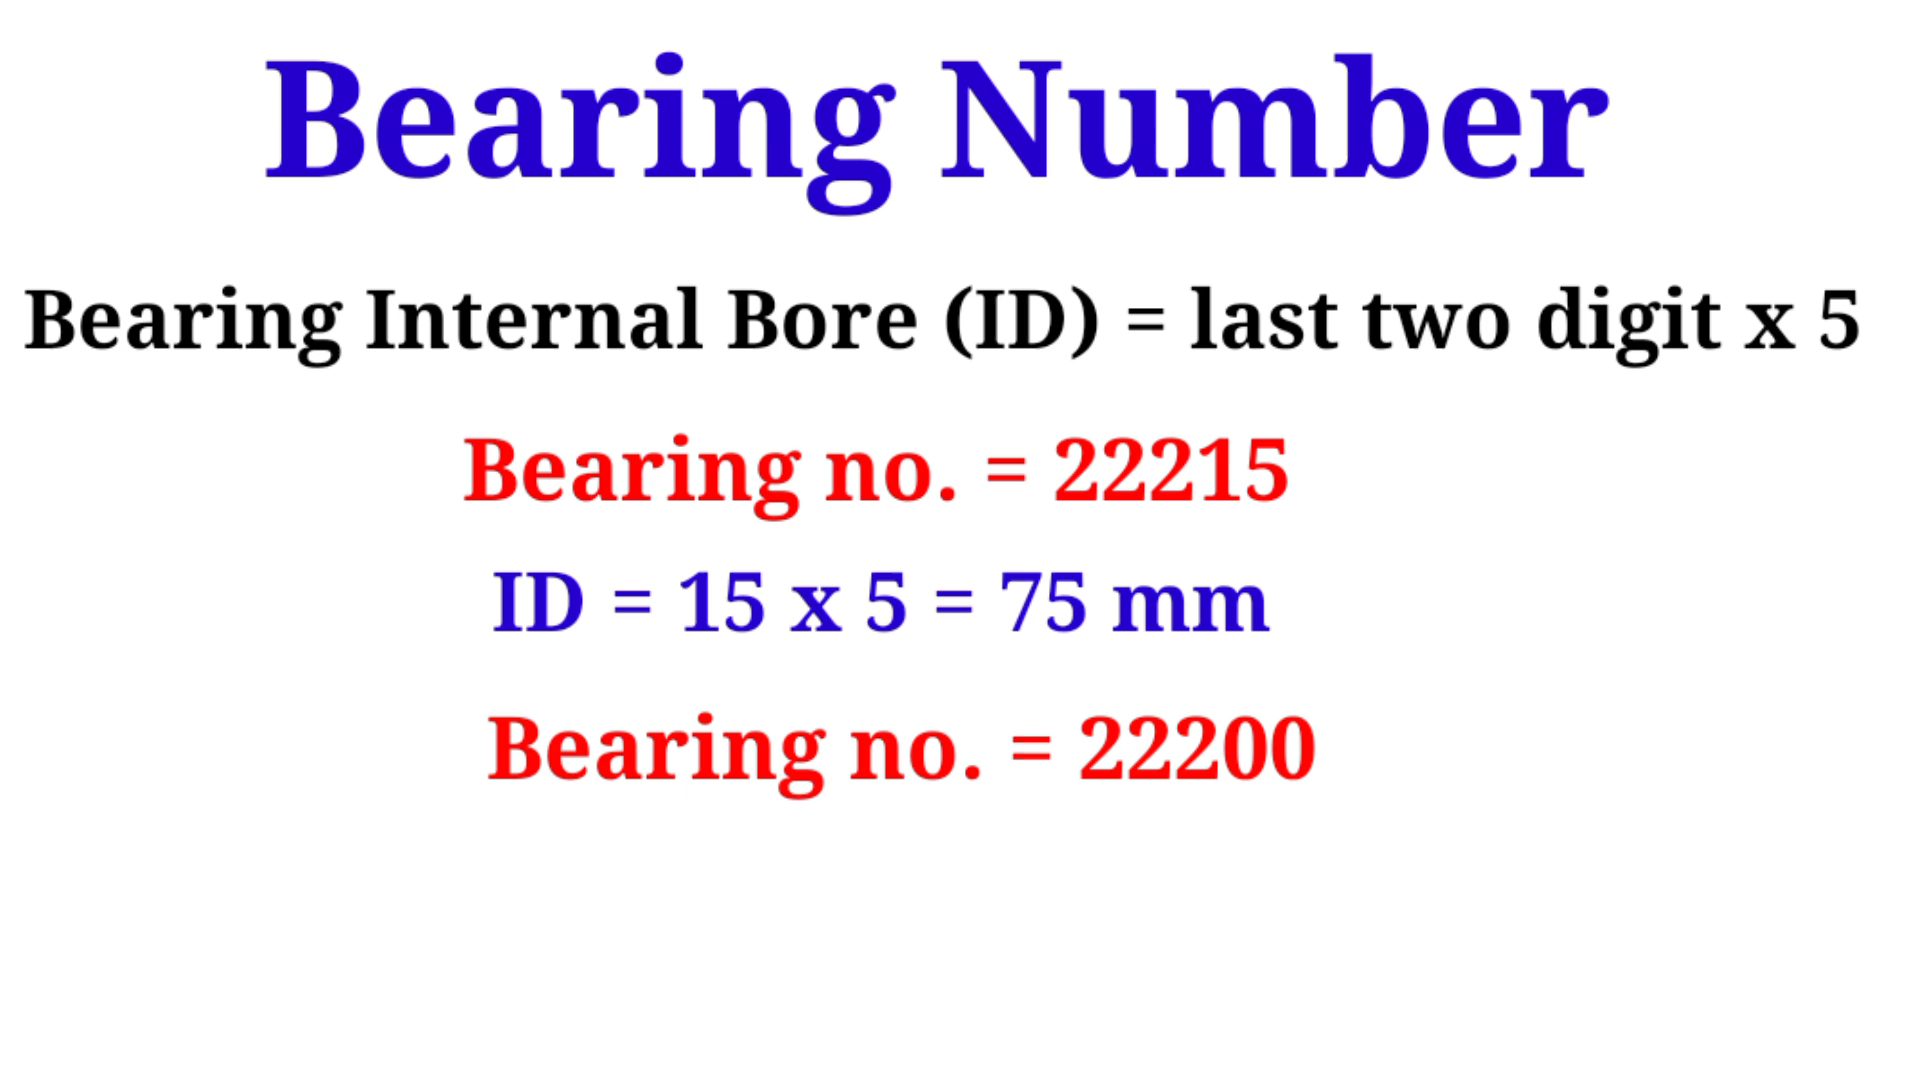 Bearing Number
Bearing Internal Bore (ID) = last two digit x 5
Bearing no. = 22215
ID = 15 x 5 = 75 mm
Bearing no. = 22200